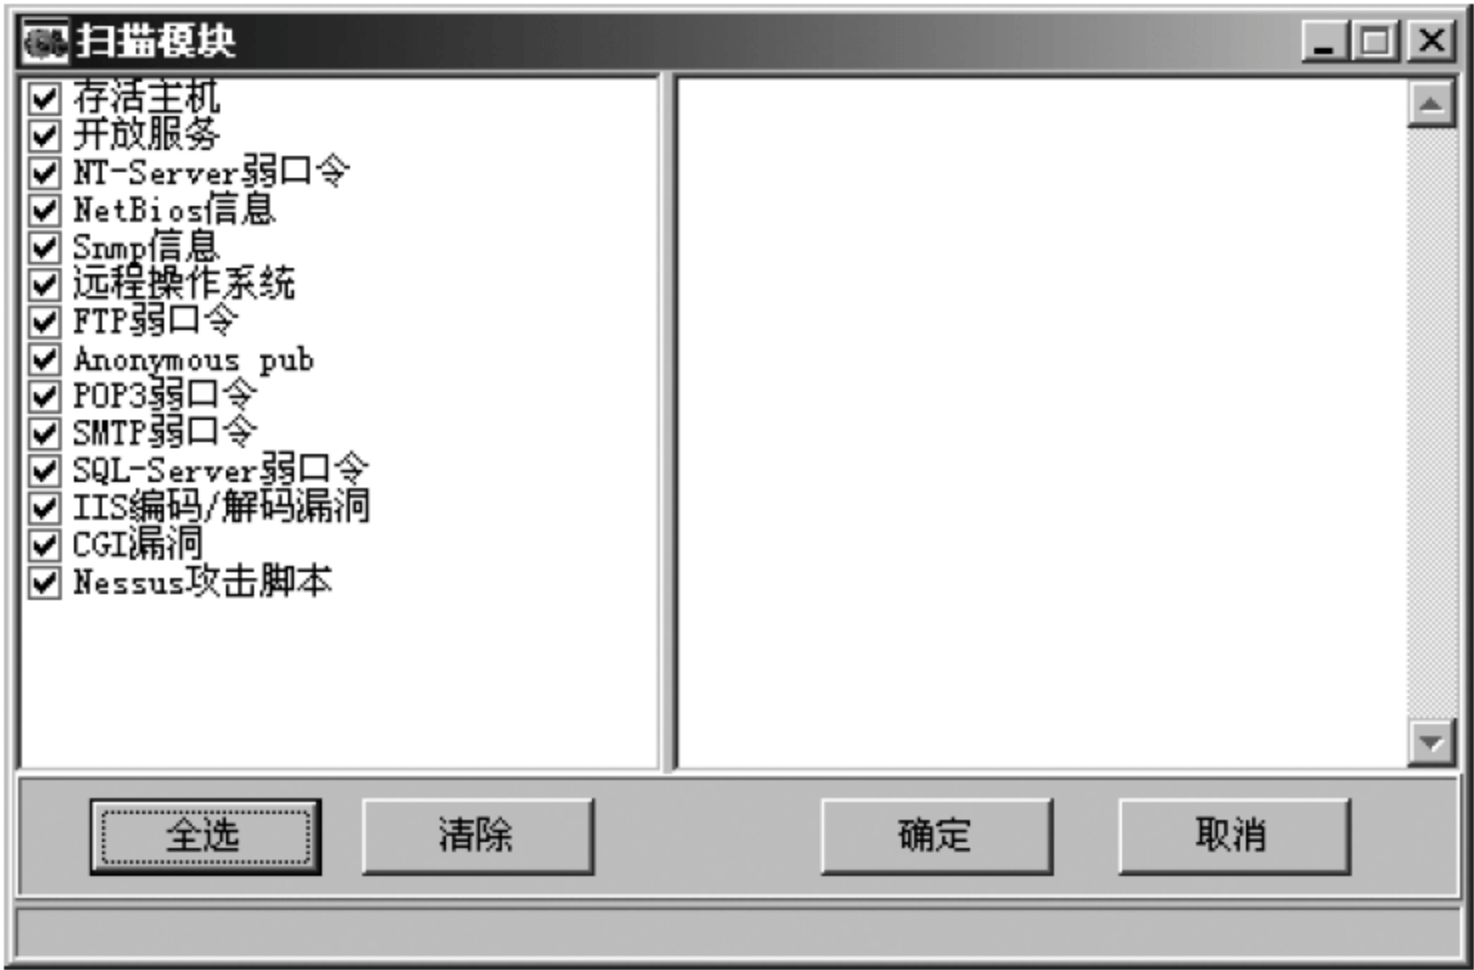 扫描模块
存活主机
开放服务
NT-Server弱口令
NetBios信息
Snmp信息
远程操作系统
FTP弱口令
Anonymous pub
POP3弱口令
SMTP弱口令
SQL-Server弱口令
IIS编码/解码漏洞
CGI漏洞
Nessus攻击脚本
全选 清除 确定 取消